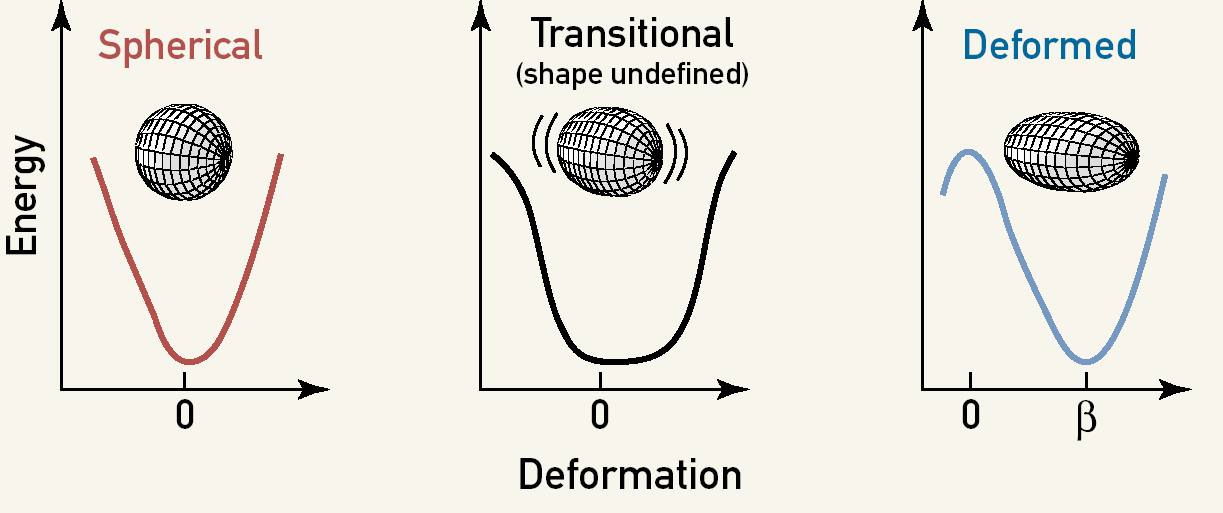 Spherical
Transitional
(shape undefined)
Deformed
Energy
0
0
0
β
Deformation